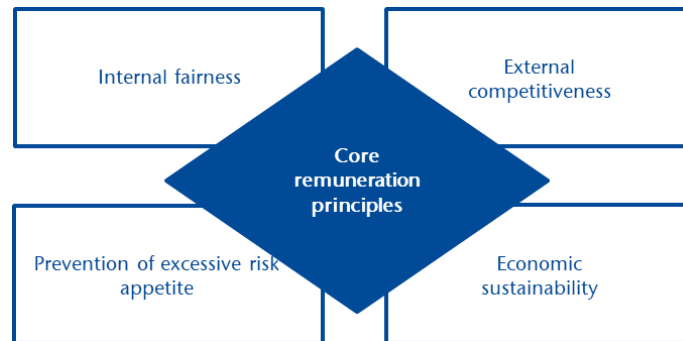 Internal fairness
External
competitiveness
Core
remuneration
principles
Prevention of excessive risk
appetite
Economic
sustainability